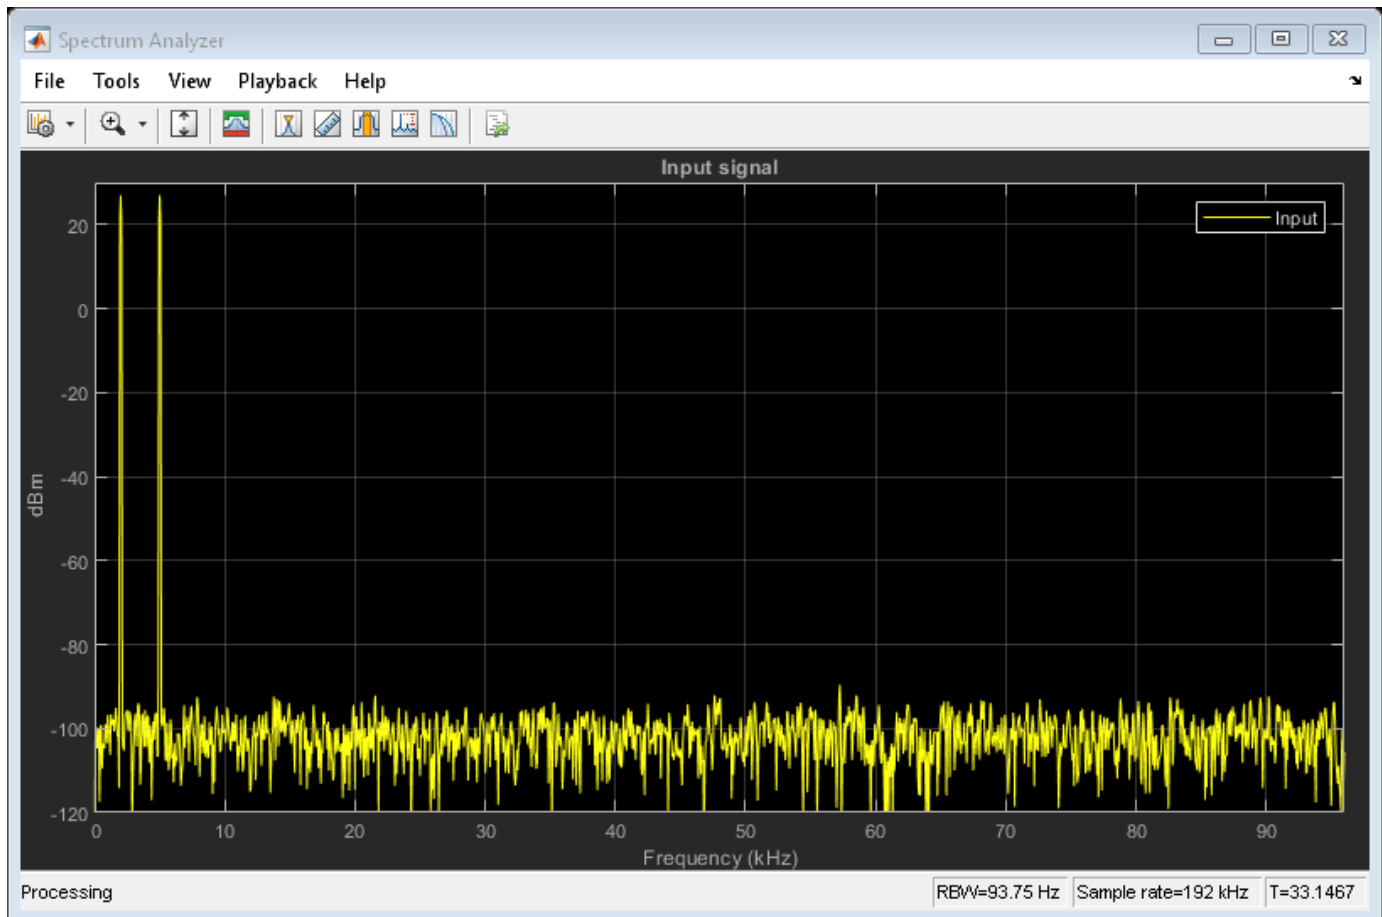 Spectrum Analyzer
File Tools View Playback Help
Input signal
Input
20
0
-20
-40
-60
-80
-100
-120
dBm
0 10 20 30 40 50 60 70 80 90
Frequency (kHz)
Processing
RBW=93.75 Hz Sample rate=192 kHz T=33.1467